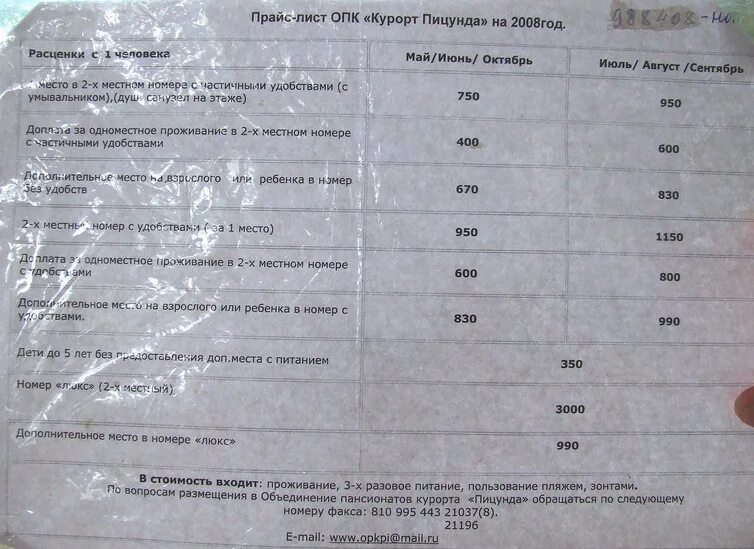 Прайс-лист ОПК «Курорт Пицунда» на 2008год.
988408
Расценки с 1 человека
Май/Июнь/ Октябрь
Июль/ Август /Сентябрь
место в 2-х местном номере с частичными удобствами (с
умывальником),(душ, санузел на этаже)
750
950
Доплата за одноместное проживание в 2-х местном номере
с частичными удобствами
400
600
Дополнительное место на взрослого или ребенка в номер
без удобств
670
830
2-х местный номер с удобствами ( за 1 место)
950
1150
Доплата за одноместное проживание в 2-х местном номере
с удобствами
600
800
Дополнительное место на взрослого или ребенка в номер с
удобствами.
830
990
Дети до 5 лет без предоставления доп.места с питанием
350
Номер «люкс» (2-х местный)
3000
Дополнительное место в номере «люкс»
990
В стоимость входит: проживание, 3-х разовое питание, пользование пляжем, зонтами.
По вопросам размещения в Объединение пансионатов курорта «Пицунда» обращаться по следующему
номеру факса: 810 995 443 21037(8).
21196
E-mail: www.opkpi@mail.ru